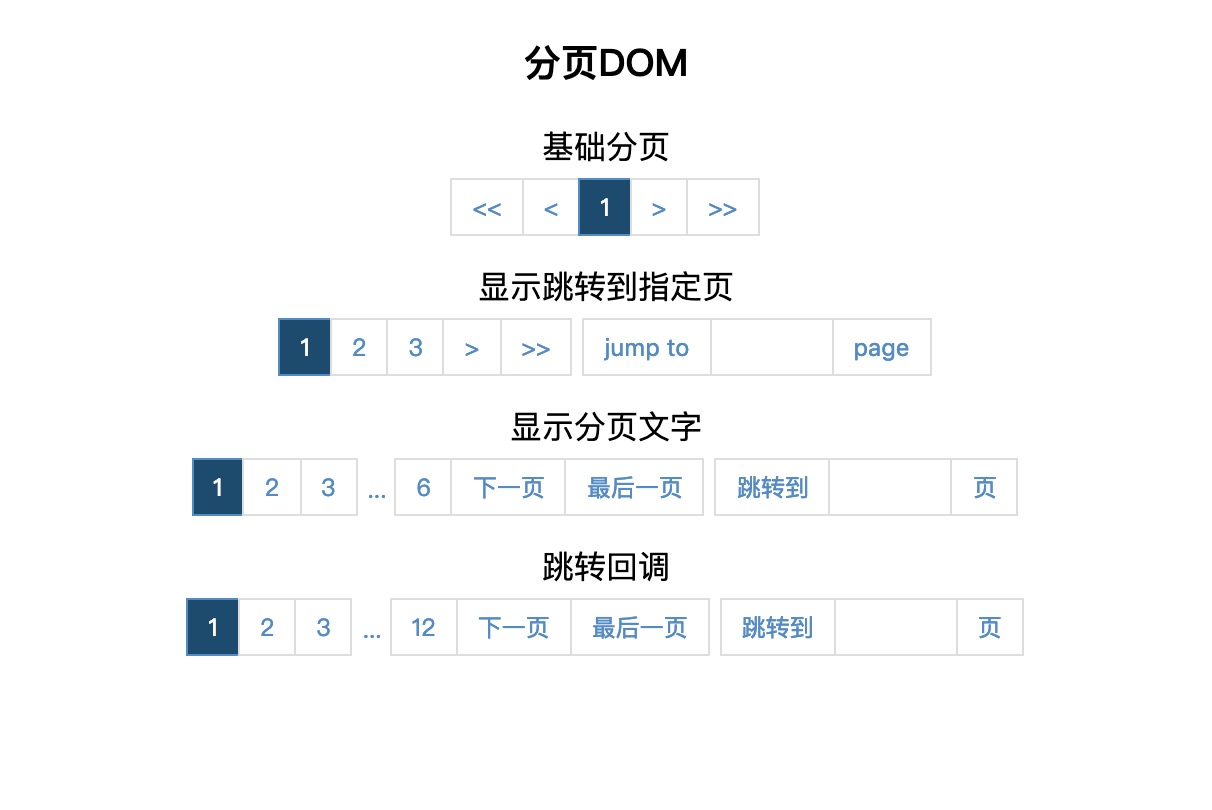 分页DOM
基础分页
<< < 1 > >>
显示跳转到指定页
1 2 3 > >> jump to page
显示分页文字
1 2 3 ... 6 下一页 最后一页 跳转到 页
跳转回调
1 2 3 ... 12 下一页 最后一页 跳转到 页